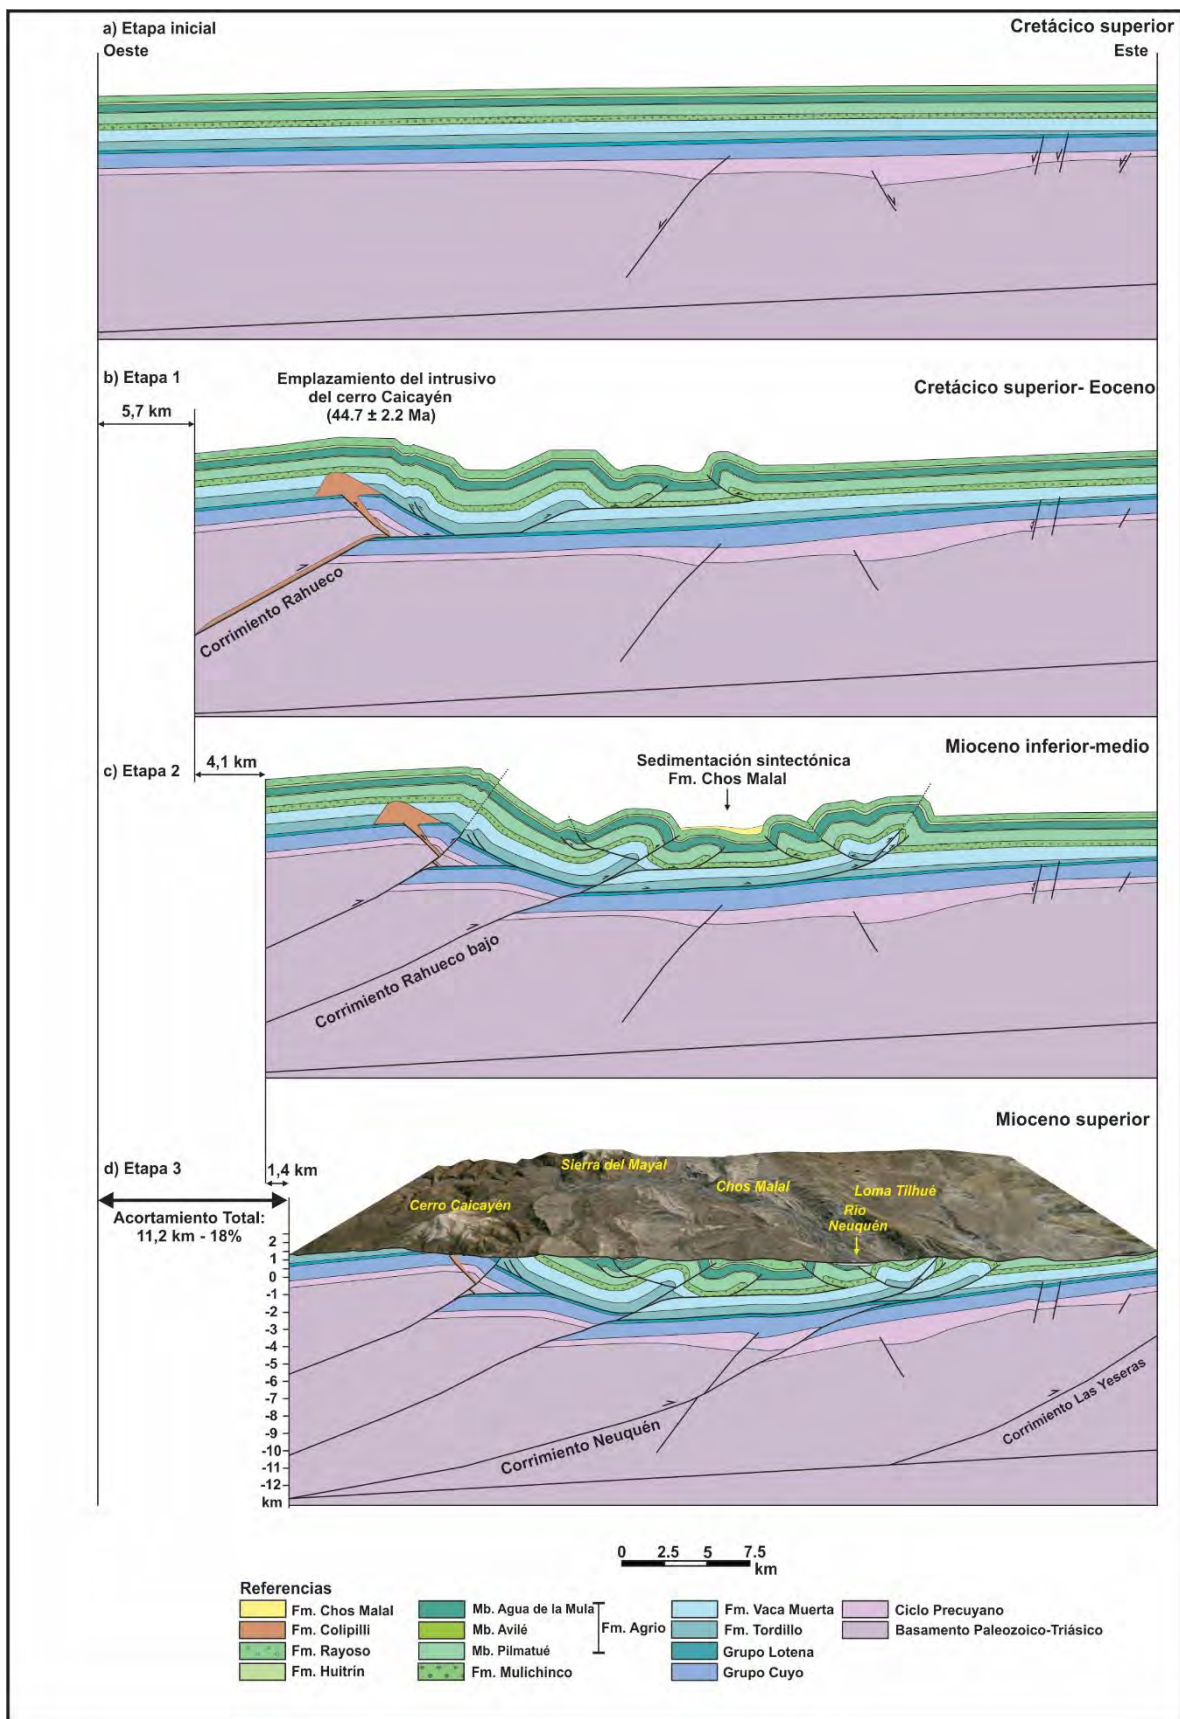 a) Etapa inicial
Cretácico superior
Oeste
Este
b) Etapa 1
Emplazamiento del intrusivo
del cerro Caicayén
(44.7 ± 2.2 Ma)
Cretácico superior- Eoceno
5,7 km
Corrimiento Rahueco
Mioceno inferior-medio
4,1 km
c) Etapa 2
Sedimentación sintectónica
Fm. Chos Malal
Corrimiento Rahueco bajo
Mioceno superior
d) Etapa 3
1,4 km
Acortamiento Total:
11,2 km - 18%
Sierra del Mayal
Chos Malal
Loma Tilhué
Cerro Caicayén
Río
Neuquén
2
1
0
-1
-2
-3
-4
-5
-6
-7
-8
-9
-10
-11
-12
km
Corrimiento Neuquén
Corrimiento Las Yeseras
0 2.5 5 7.5
km
Referencias
Fm. Chos Malal
Fm. Colipilli
Fm. Rayoso
Fm. Huitrín
Mb. Agua de la Mula
Mb. Avilé
Mb. Pilmatué
Fm. Agrio
Fm. Mulichinco
Fm. Vaca Muerta
Fm. Tordillo
Grupo Lotena
Grupo Cuyo
Ciclo Precuyano
Basamento Paleozoico-Triásico